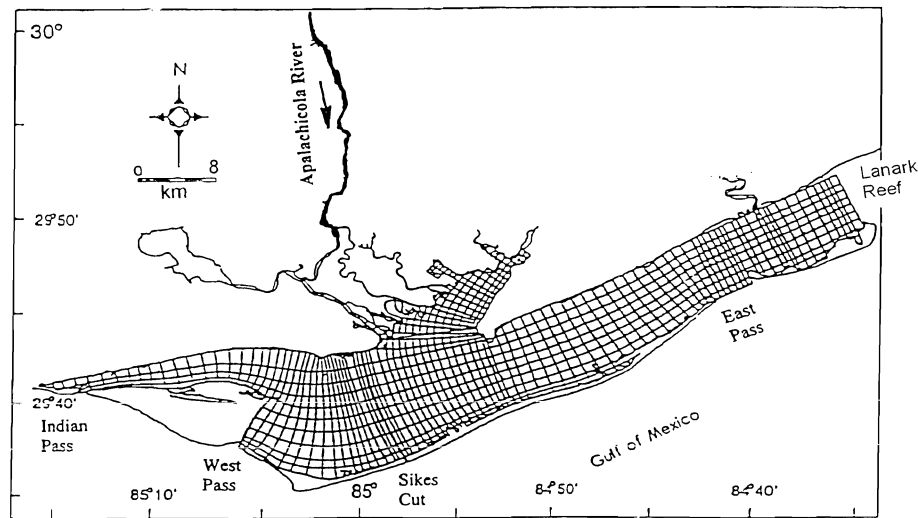 30°
N
0 8
km
Apalachicola River
29°50'
Lanark
Reef
East
Pass
29°40'
Indian
Pass
West
Pass
Sikes
Cut
Gulf of Mexico
85°10'
85°
84°50'
84°40'